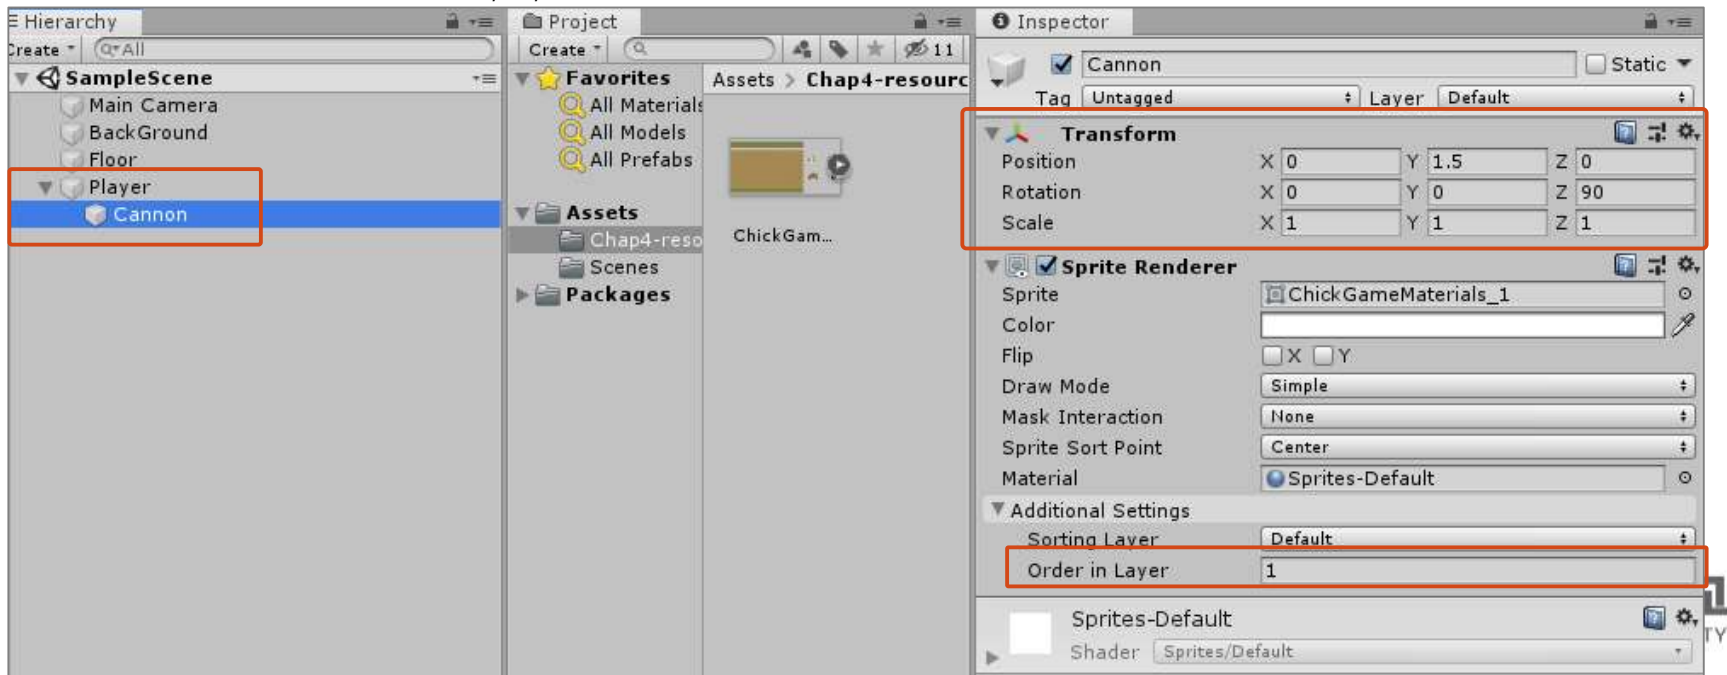 Hierarchy
Create
All
SampleScene
Main Camera
BackGround
Floor
Player
Cannon
Project
Create
11
Favorites
All Materials
All Models
All Prefabs
Assets
Chap4-reso
Scenes
Packages
Assets > Chap4-resourc
ChickGam...
Inspector
Cannon
Static
Tag Untagged Layer Default
Transform
Position X 0 Y 1.5 Z 0
Rotation X 0 Y 0 Z 90
Scale X 1 Y 1 Z 1
Sprite Renderer
Sprite ChickGameMaterials_1
Color
Flip X Y
Draw Mode Simple
Mask Interaction None
Sprite Sort Point Center
Material Sprites-Default
Additional Settings
Sorting Layer Default
Order in Layer 1
Sprites-Default
Shader Sprites/Default
TY